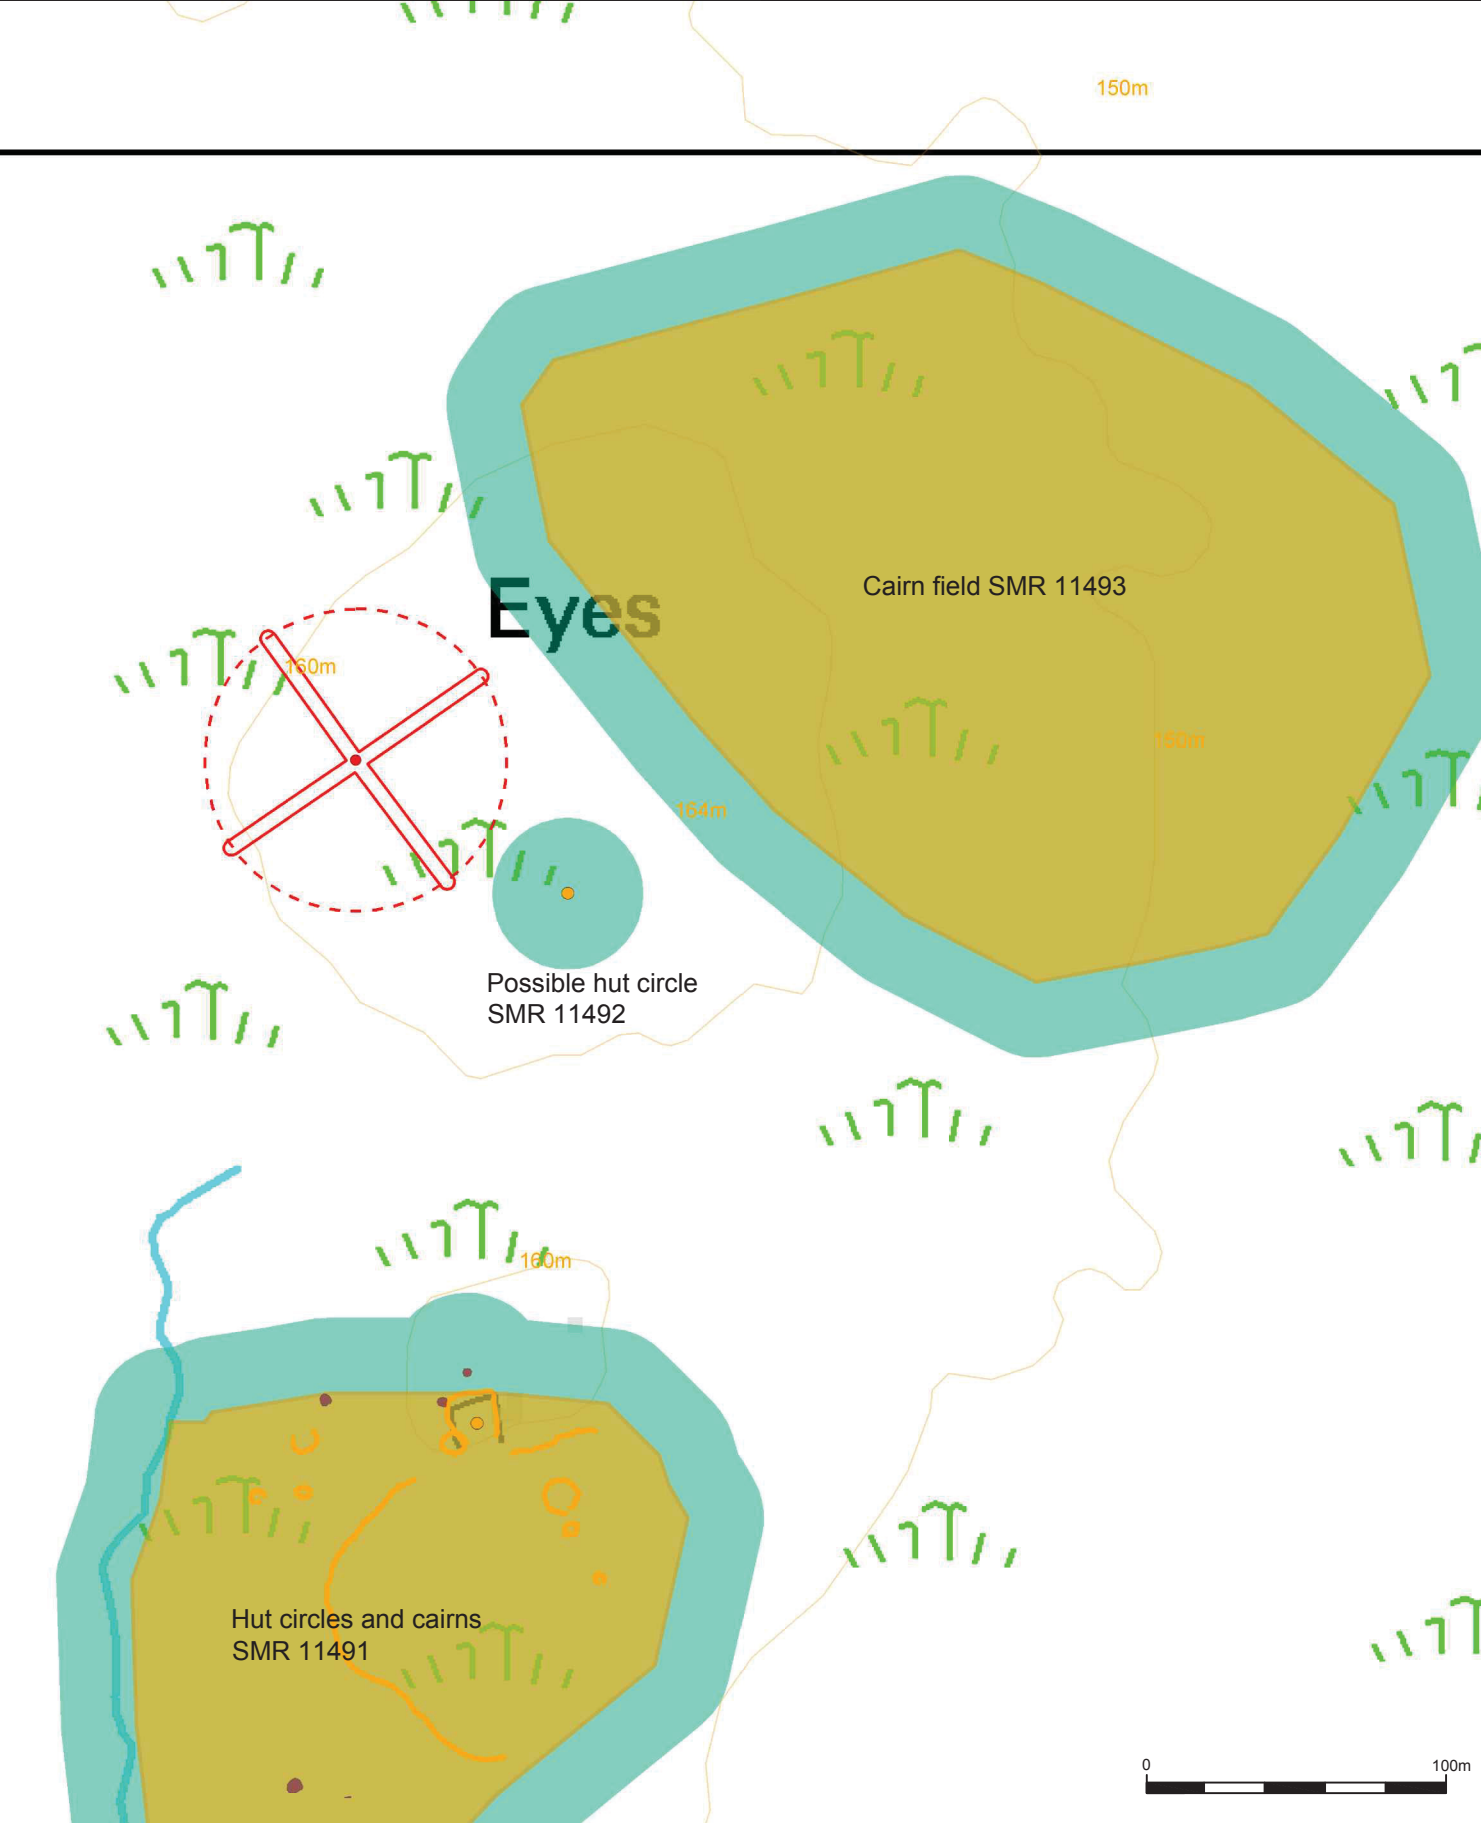 150m
Eyes
Cairn field SMR 11493
160m
150m
164m
Possible hut circle
SMR 11492
160m
Hut circles and cairns
SMR 11491
0
100m